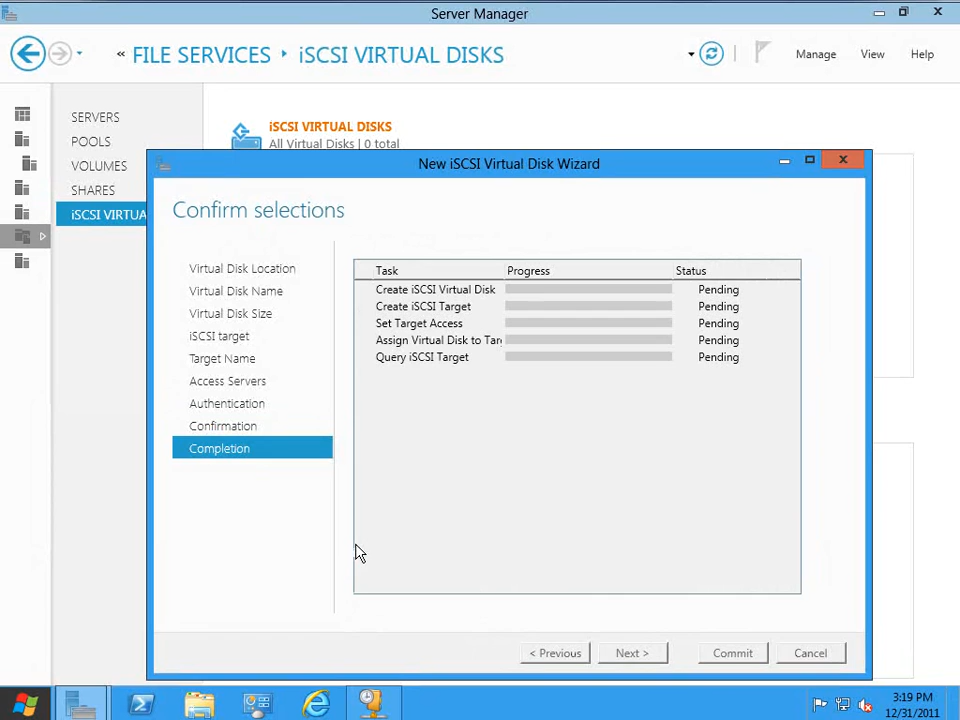 Server Manager
« FILE SERVICES iSCSI VIRTUAL DISKS
Manage View Help
SERVERS
POOLS
VOLUMES
SHARES
iSCSI VIRTUA
iSCSI VIRTUAL DISKS
All Virtual Disks | 0 total
New iSCSI Virtual Disk Wizard
Confirm selections
Virtual Disk Location
Virtual Disk Name
Virtual Disk Size
iSCSI target
Target Name
Access Servers
Authentication
Confirmation
Completion
Task Progress Status
Create iSCSI Virtual Disk Pending
Create iSCSI Target Pending
Set Target Access Pending
Assign Virtual Disk to Tar Pending
Query iSCSI Target Pending
< Previous Next > Commit Cancel
3:19 PM
12/31/2011